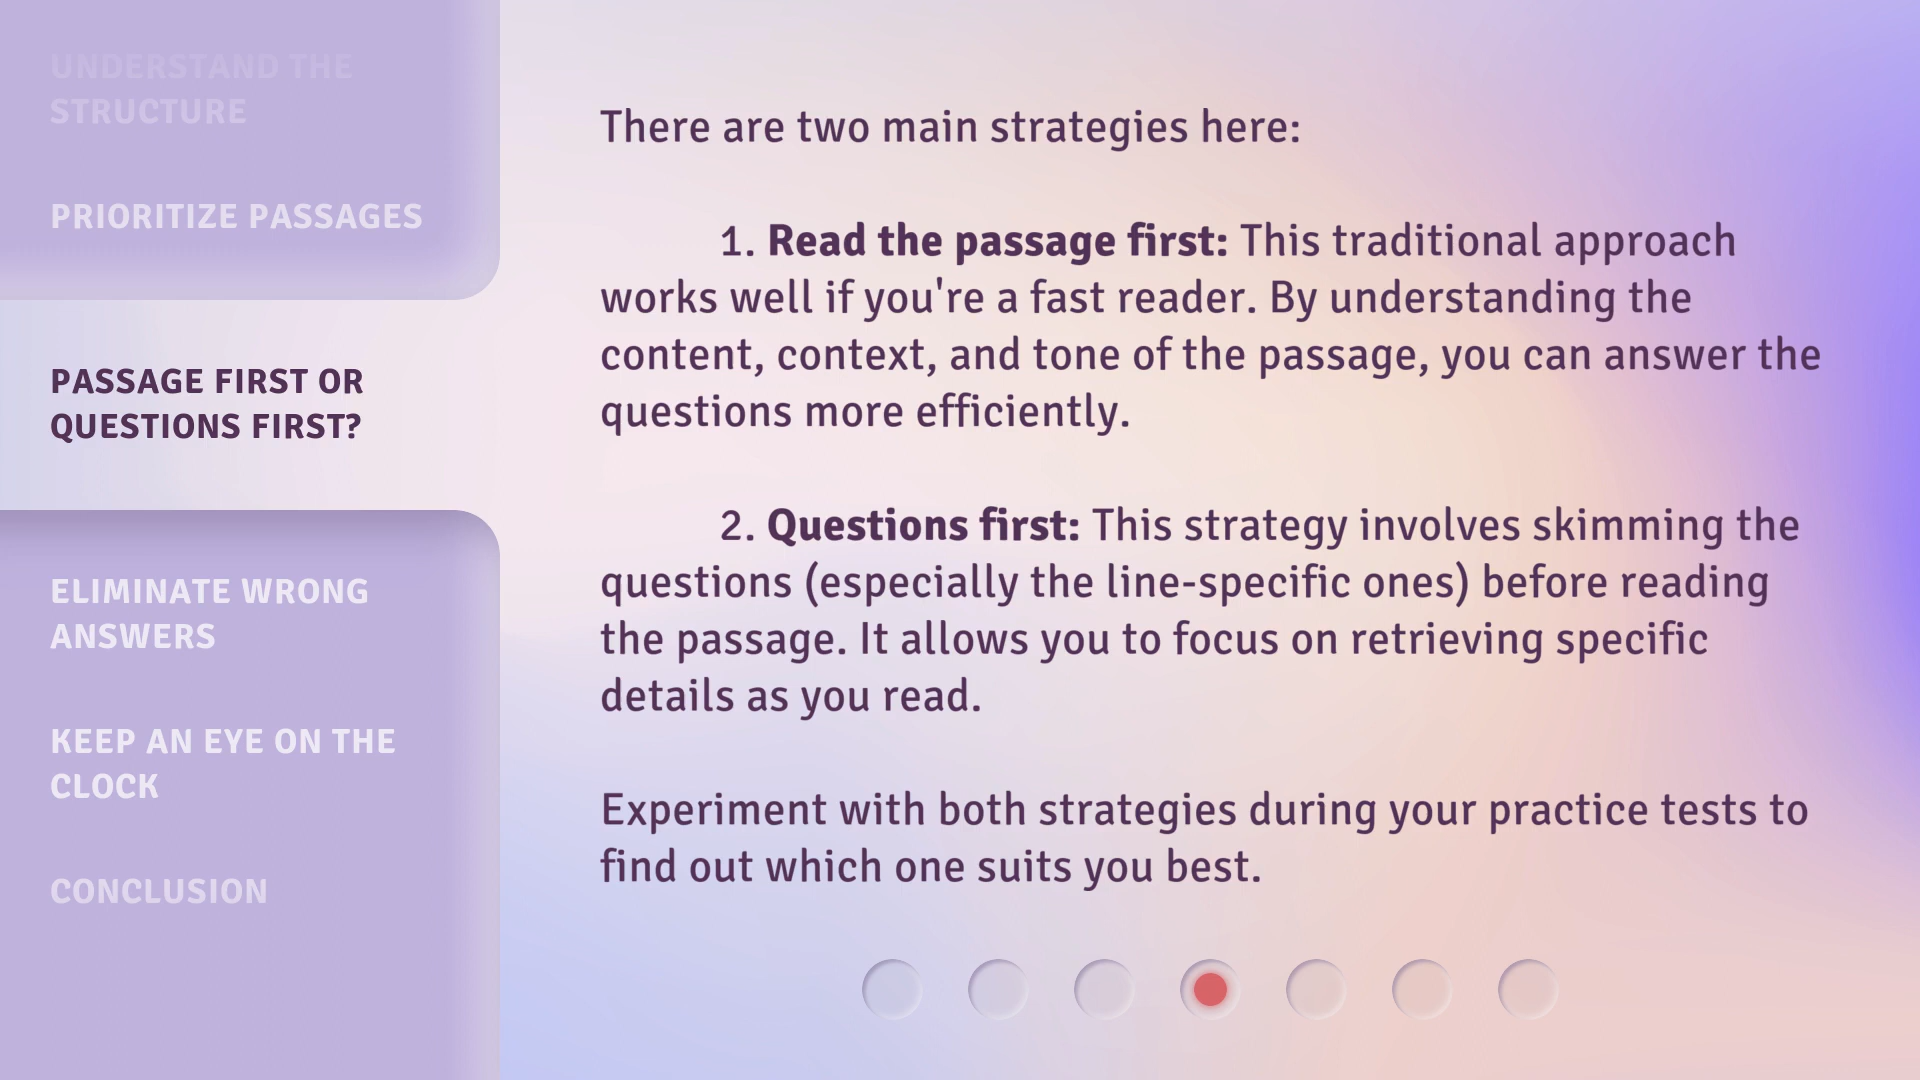 UNDERSTAND THE
STRUCTURE
PRIORITIZE PASSAGES
PASSAGE FIRST OR
QUESTIONS FIRST?
ELIMINATE WRONG
ANSWERS
KEEP AN EYE ON THE
CLOCK
CONCLUSION
There are two main strategies here:
1. Read the passage first: This traditional approach
works well if you're a fast reader. By understanding the
content, context, and tone of the passage, you can answer the
questions more efficiently.
2. Questions first: This strategy involves skimming the
questions (especially the line-specific ones) before reading
the passage. It allows you to focus on retrieving specific
details as you read.
Experiment with both strategies during your practice tests to
find out which one suits you best.